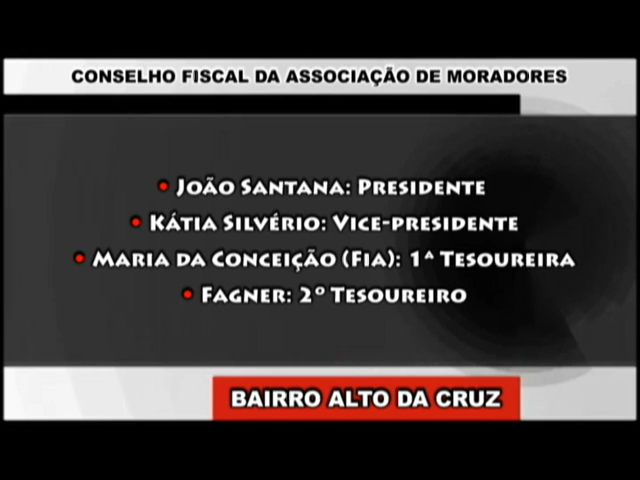 CONSELHO FISCAL DA ASSOCIAÇÃO DE MORADORES
• JOÃO SANTANA: PRESIDENTE
• KÁTIA SILVÉRIO: VICE-PRESIDENTE
• MARIA DA CONCEIÇÃO (FIA): 1ª TESOUREIRA
• FAGNER: 2º TESOUREIRO
BAIRRO ALTO DA CRUZ